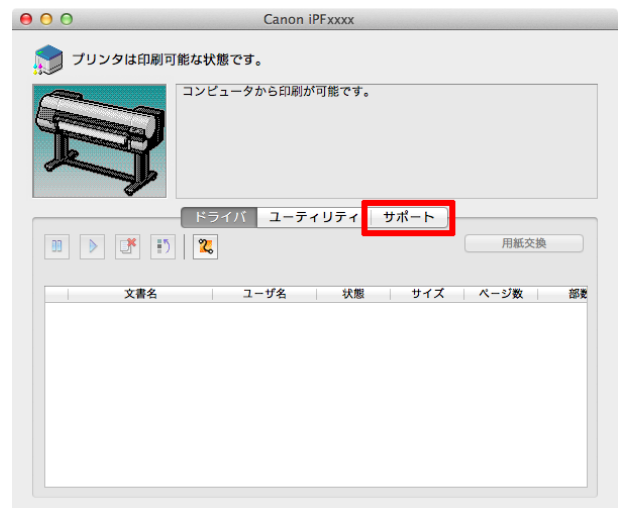 Canon iPFxxxx
プリンタは印刷可能な状態です。
コンピュータから印刷が可能です。
ドライバ ユーティリティ サポート
用紙交換
文書名 ユーザ名 状態 サイズ ページ数 部数